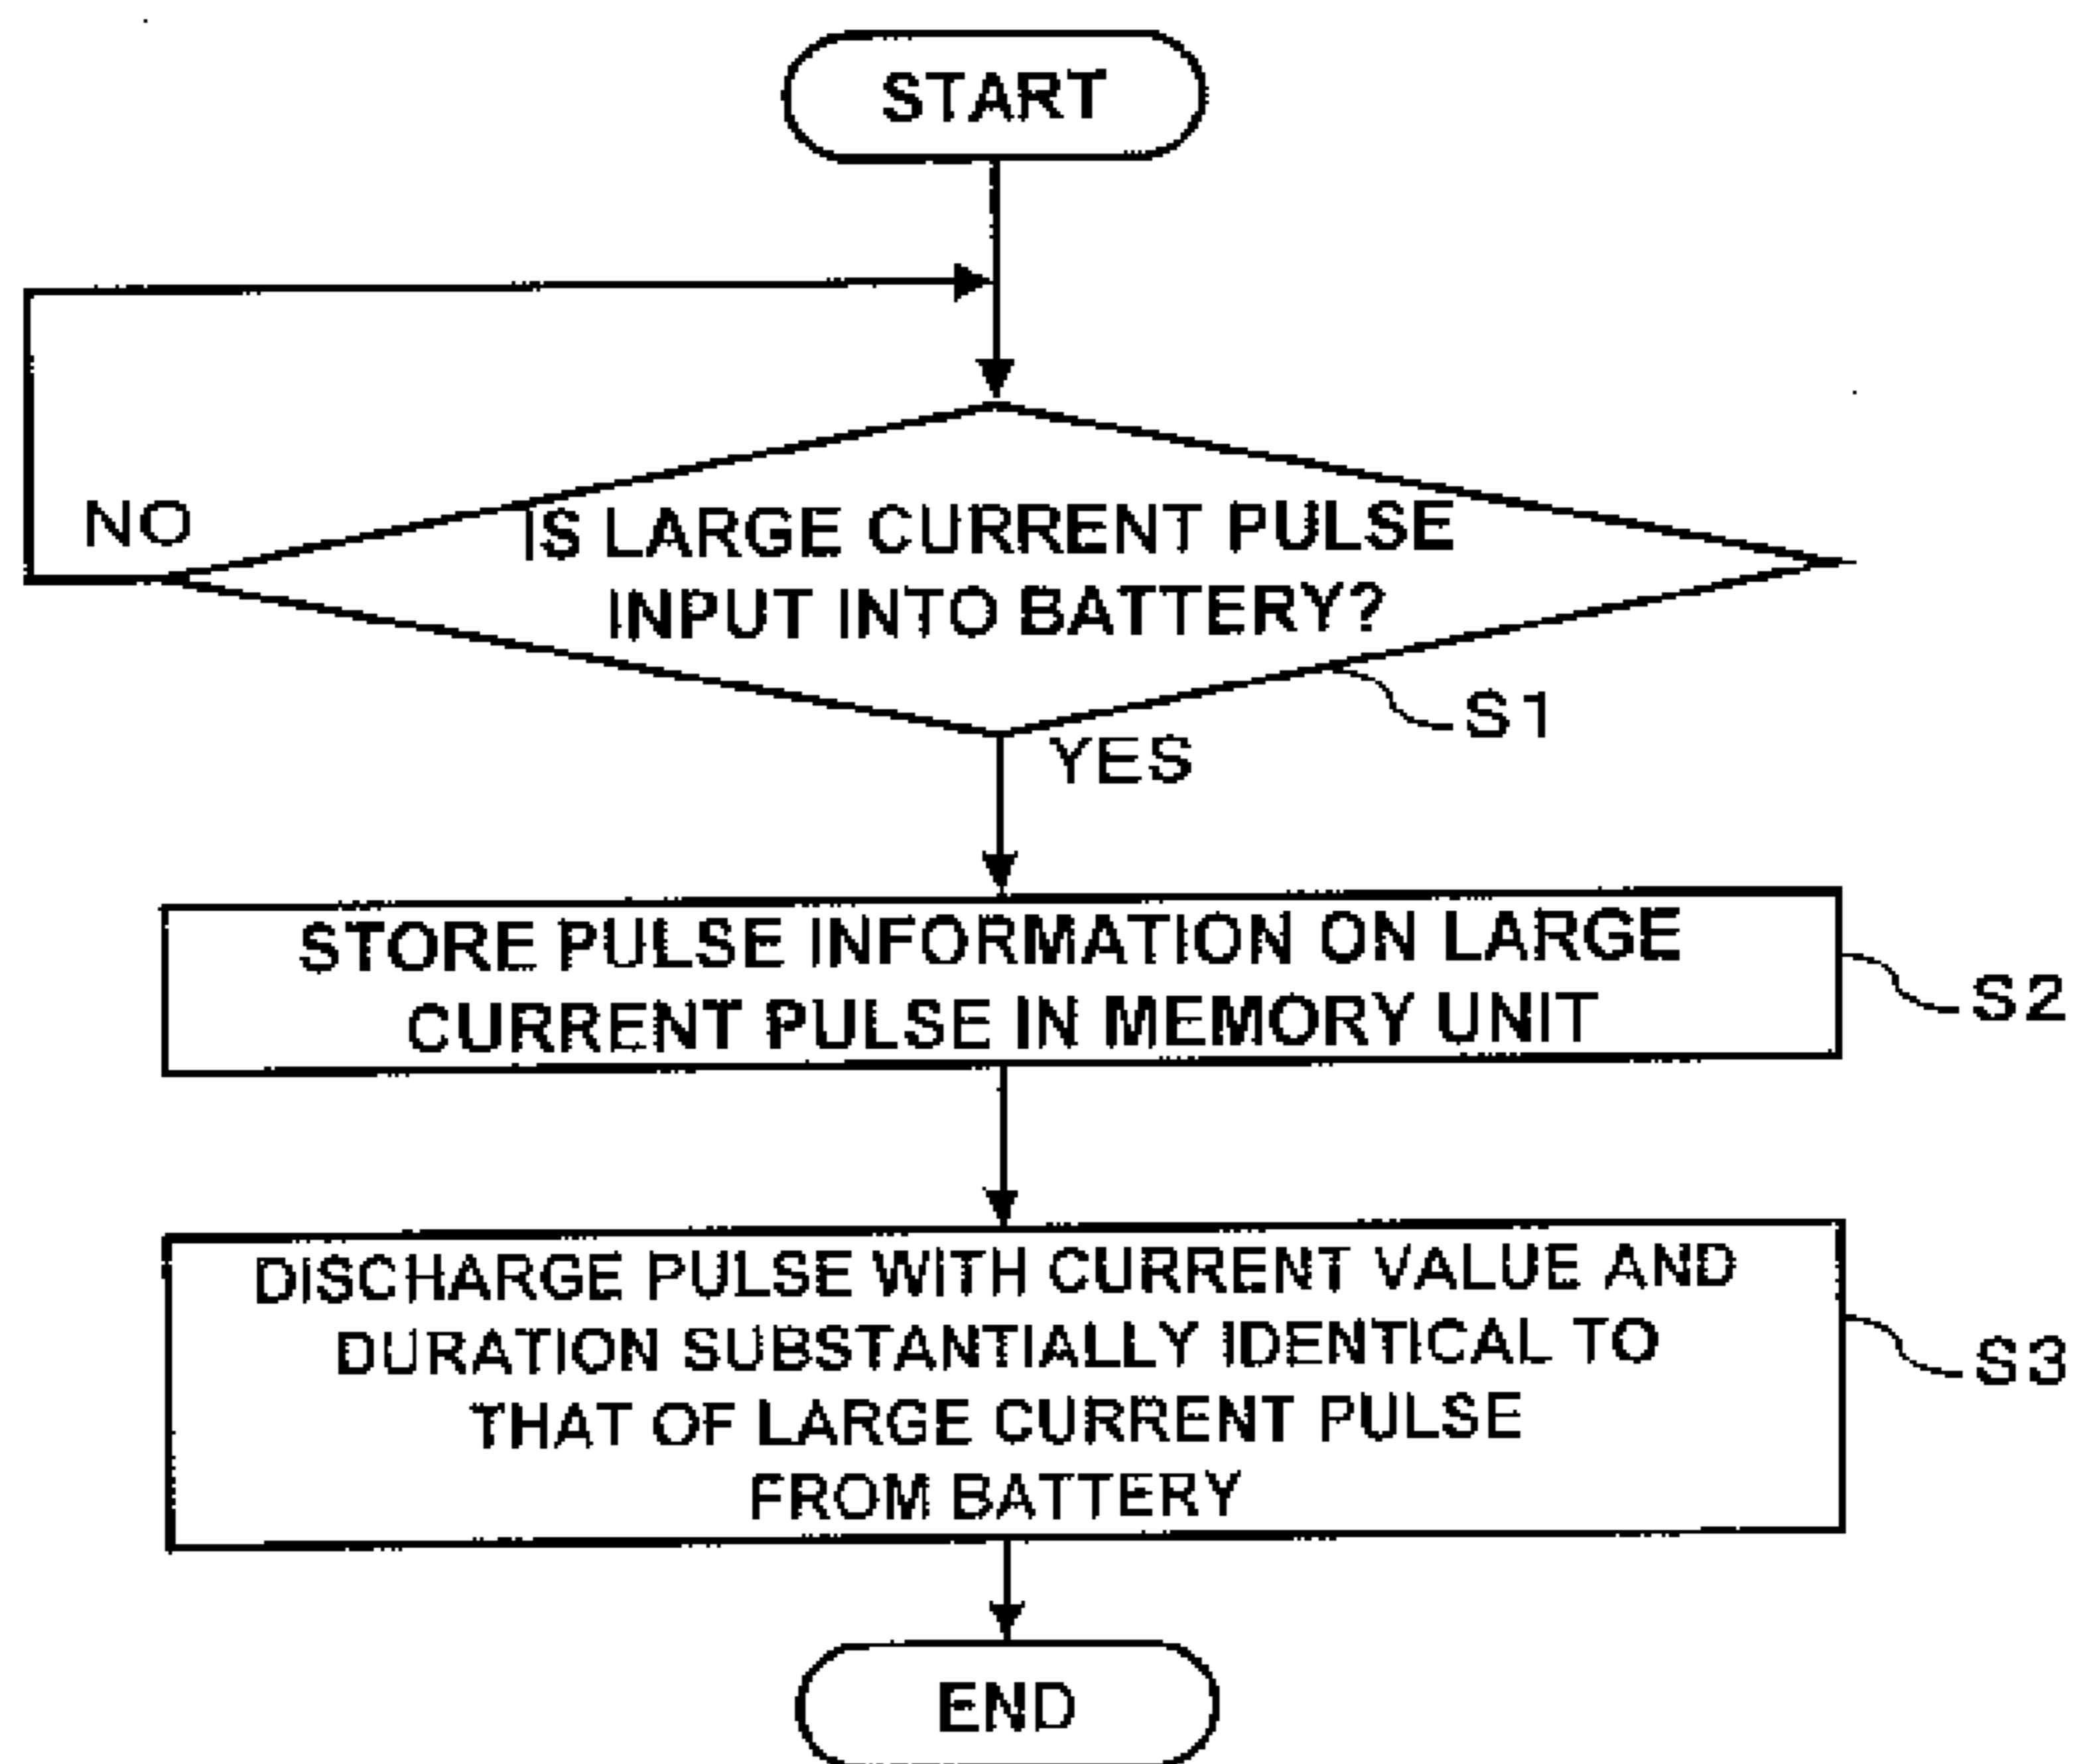 START
NO
IS LARGE CURRENT PULSE
INPUT INTO BATTERY?
S1
YES
STORE PULSE INFORMATION ON LARGE
CURRENT PULSE IN MEMORY UNIT
S2
DISCHARGE PULSE WITH CURRENT VALUE AND
DURATION SUBSTANTIALLY IDENTICAL TO
THAT OF LARGE CURRENT PULSE
FROM BATTERY
S3
END